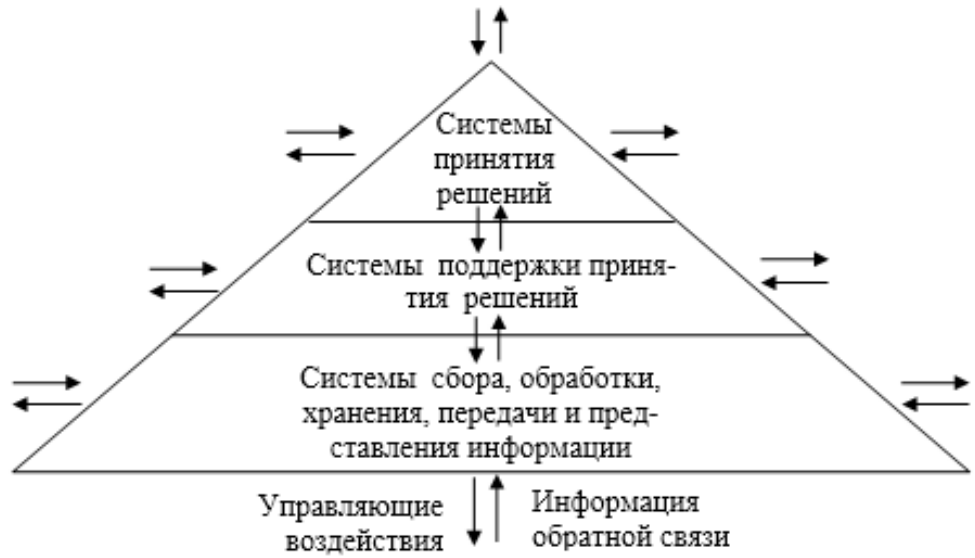 Системы
принятия
решений
Системы поддержки приня-
тия решений
Системы сбора, обработки,
хранения, передачи и пред-
ставления информации
Управляющие
воздействия
Информация
обратной связи